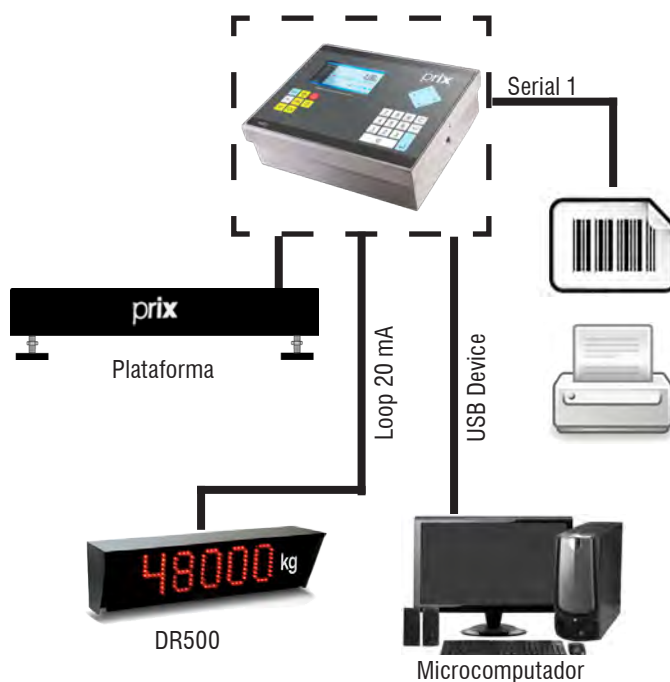 prix
Serial 1
prix
Plataforma
Loop 20 mA
USB Device
48000 kg
DR500
Microcomputador